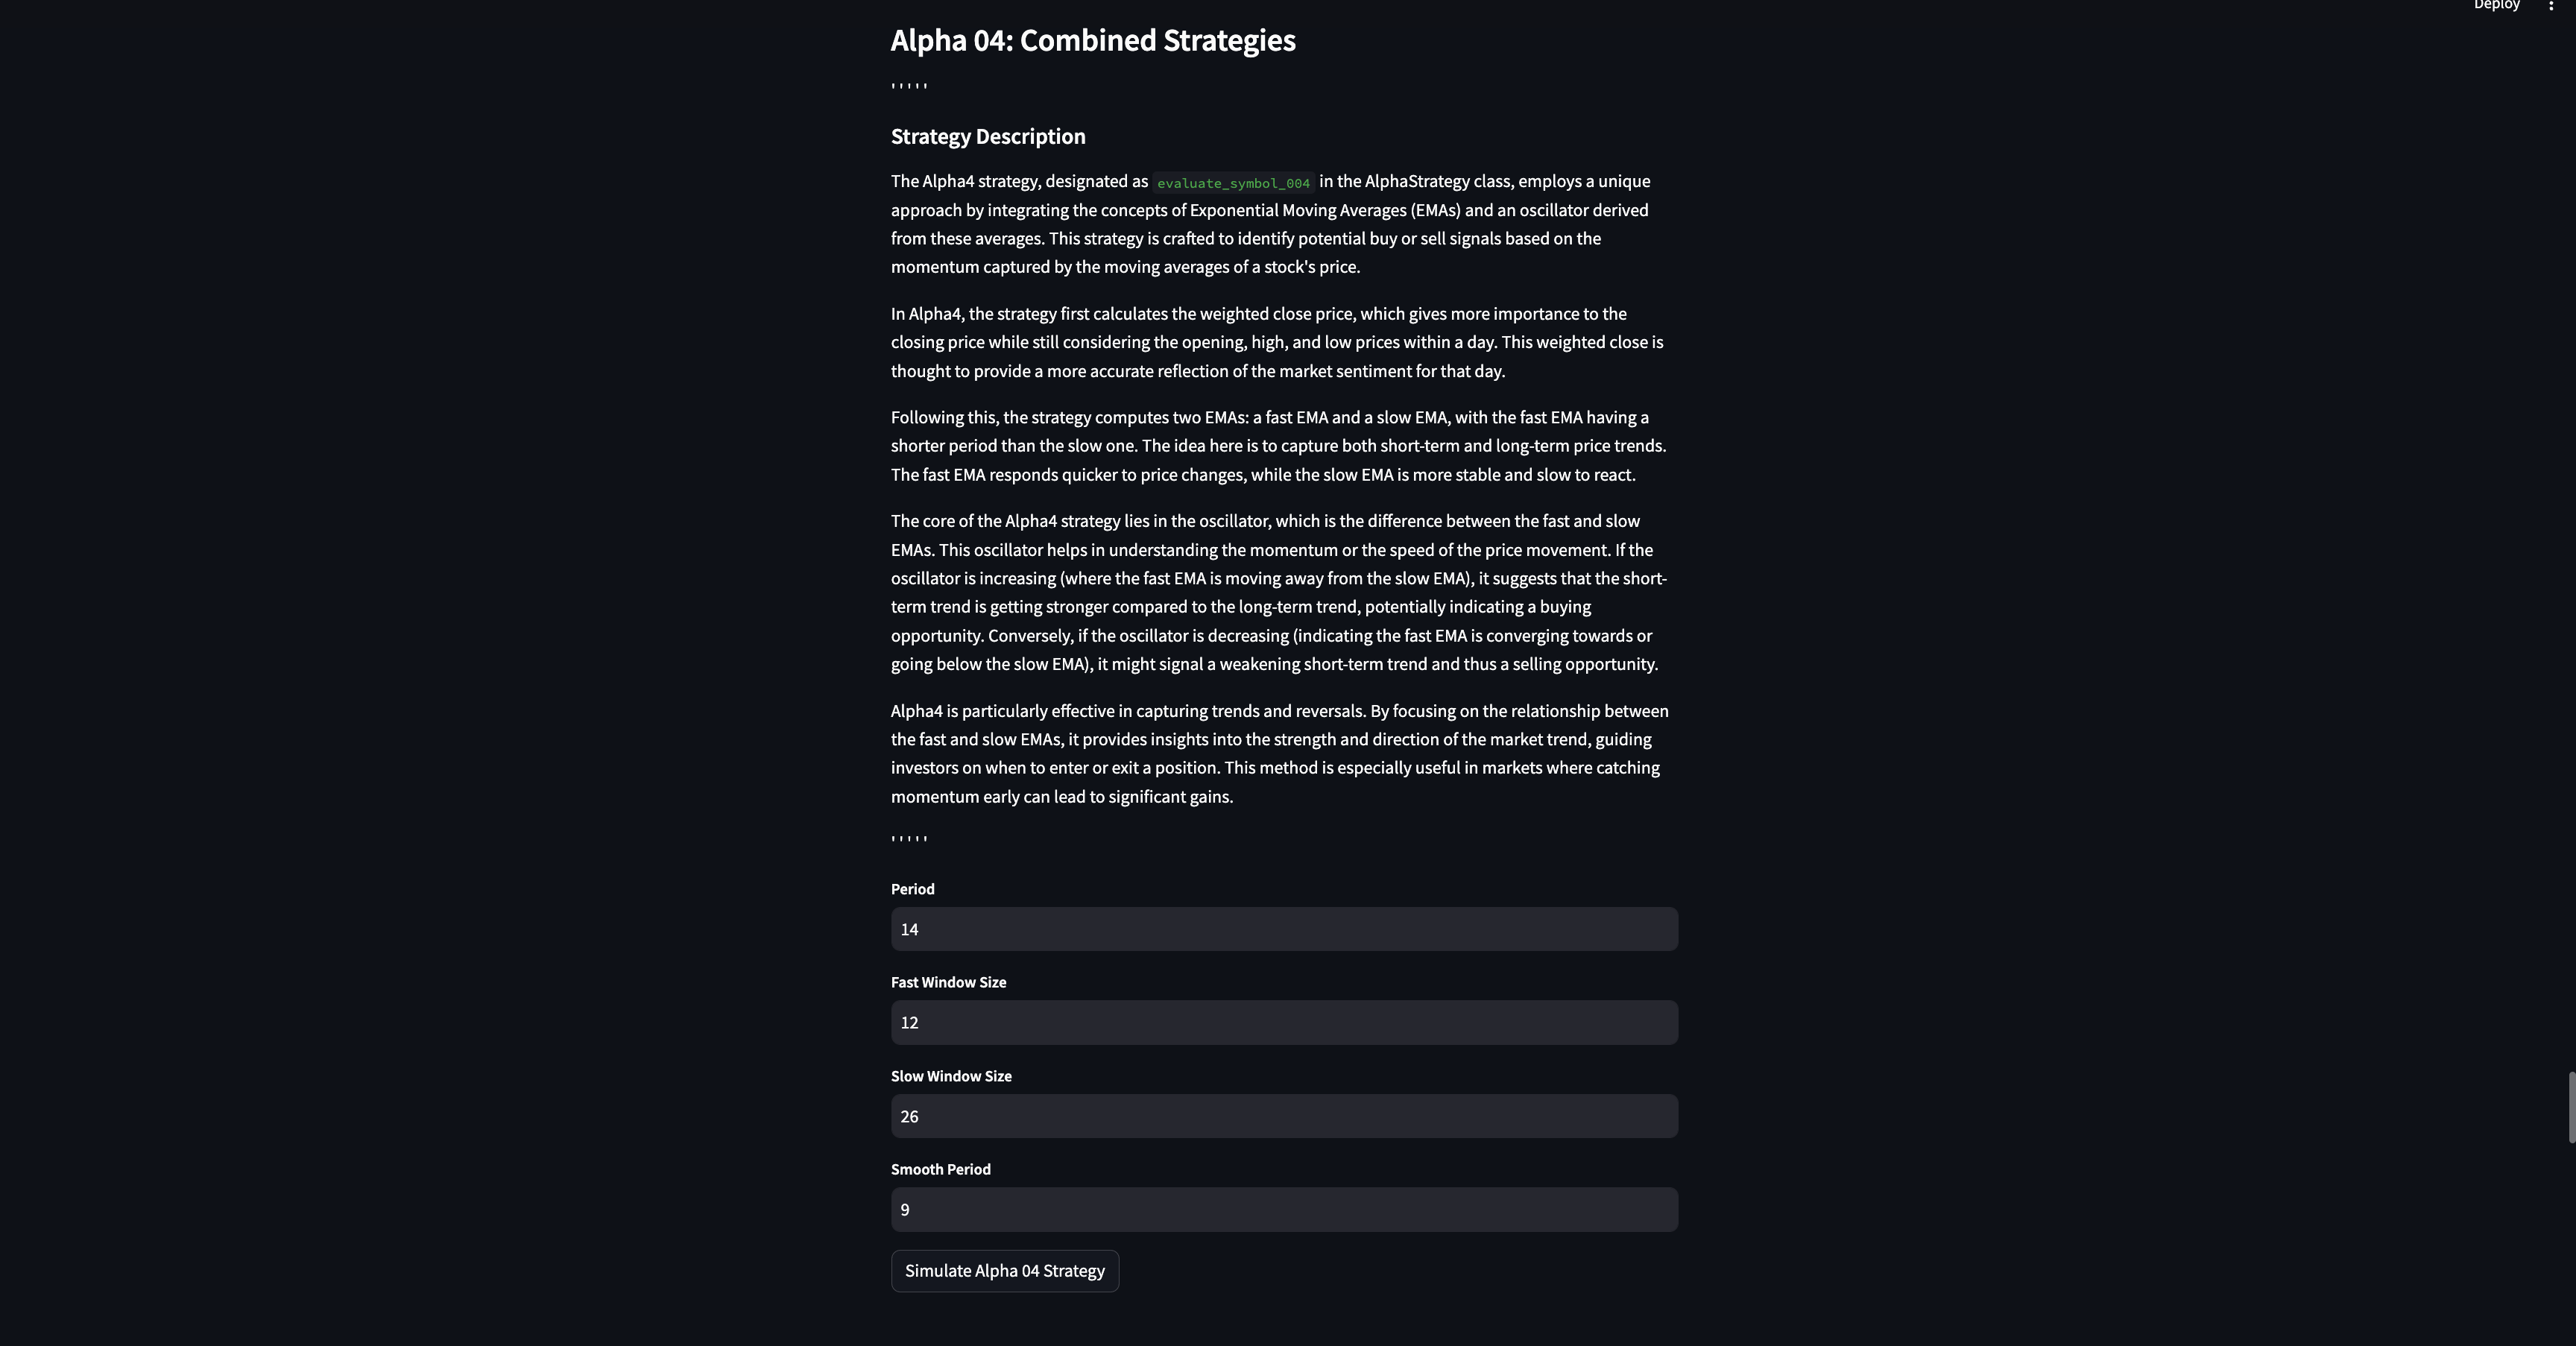 Deploy
Alpha 04: Combined Strategies
'''''
Strategy Description
The Alpha4 strategy, designated as evaluate_symbol_004 in the AlphaStrategy class, employs a unique
approach by integrating the concepts of Exponential Moving Averages (EMAs) and an oscillator derived
from these averages. This strategy is crafted to identify potential buy or sell signals based on the
momentum captured by the moving averages of a stock's price.
In Alpha4, the strategy first calculates the weighted close price, which gives more importance to the
closing price while still considering the opening, high, and low prices within a day. This weighted close is
thought to provide a more accurate reflection of the market sentiment for that day.
Following this, the strategy computes two EMAs: a fast EMA and a slow EMA, with the fast EMA having a
shorter period than the slow one. The idea here is to capture both short-term and long-term price trends.
The fast EMA responds quicker to price changes, while the slow EMA is more stable and slow to react.
The core of the Alpha4 strategy lies in the oscillator, which is the difference between the fast and slow
EMAs. This oscillator helps in understanding the momentum or the speed of the price movement. If the
oscillator is increasing (where the fast EMA is moving away from the slow EMA), it suggests that the short-
term trend is getting stronger compared to the long-term trend, potentially indicating a buying
opportunity. Conversely, if the oscillator is decreasing (indicating the fast EMA is converging towards or
going below the slow EMA), it might signal a weakening short-term trend and thus a selling opportunity.
Alpha4 is particularly effective in capturing trends and reversals. By focusing on the relationship between
the fast and slow EMAs, it provides insights into the strength and direction of the market trend, guiding
investors on when to enter or exit a position. This method is especially useful in markets where catching
momentum early can lead to significant gains.
'''''
Period
14
Fast Window Size
12
Slow Window Size
26
Smooth Period
9
Simulate Alpha 04 Strategy